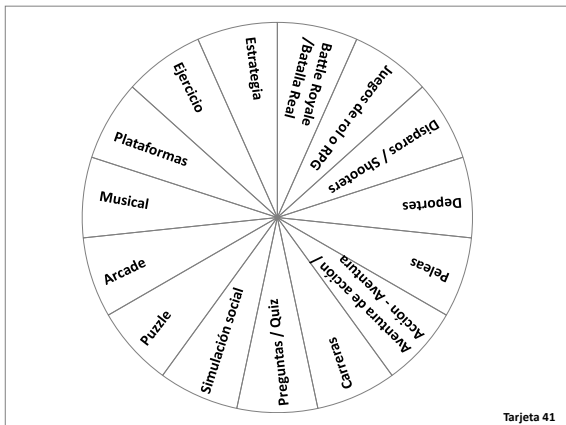 Battle Royale
/Batalla Real
Juegos de rol o RPG
Disparos / Shooters
Deportes
Peleas
Aventura de acción /
Acción - Aventura
Carreras
Preguntas / Quiz
Simulación social
Puzzle
Arcade
Musical
Plataformas
Ejercicio
Estrategia
Tarjeta 41